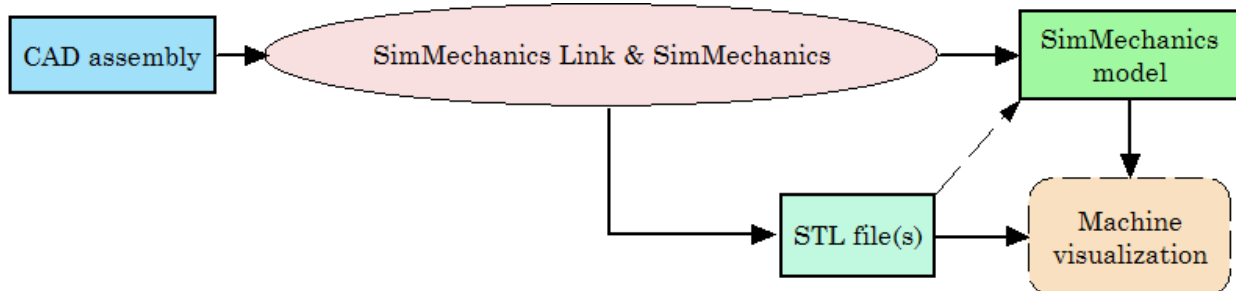 CAD assembly
SimMechanics Link & SimMechanics
SimMechanics
model
STL file(s)
Machine
visualization